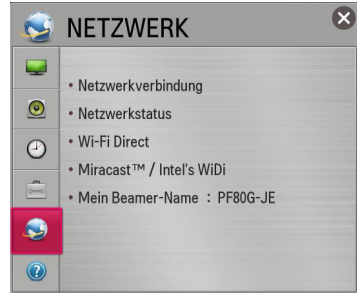 NETZWERK
• Netzwerkverbindung
• Netzwerkstatus
• Wi-Fi Direct
• Miracast™ / Intel's WiDi
• Mein Beamer-Name : PF80G-JE
?